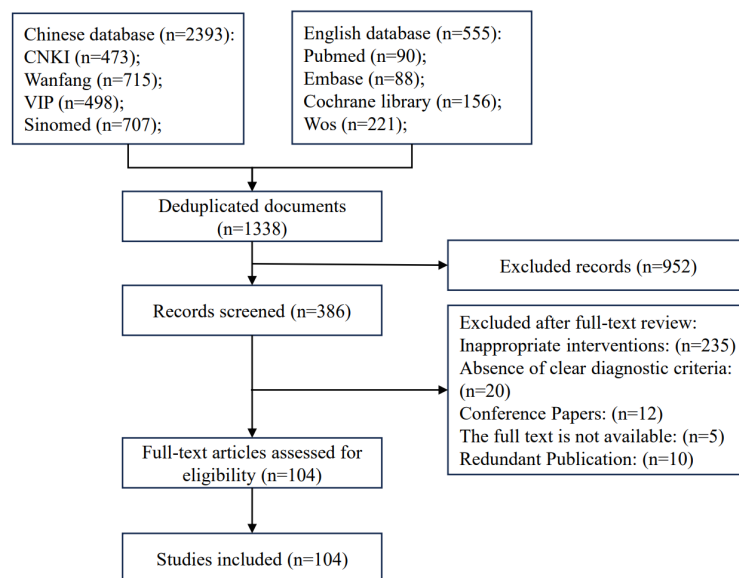 Chinese database (n=2393):
CNKI (n=473);
Wanfang (n=715);
VIP (n=498);
Sinomed (n=707);
English database (n=555):
Pubmed (n=90);
Embase (n=88);
Cochrane library (n=156);
Wos (n=221);
Deduplicated documents
(n=1338)
Excluded records (n=952)
Records screened (n=386)
Excluded after full-text review:
Inappropriate interventions: (n=235)
Absence of clear diagnostic criteria:
(n=20)
Conference Papers: (n=12)
The full text is not available: (n=5)
Redundant Publication: (n=10)
Full-text articles assessed for
eligibility (n=104)
Studies included (n=104)